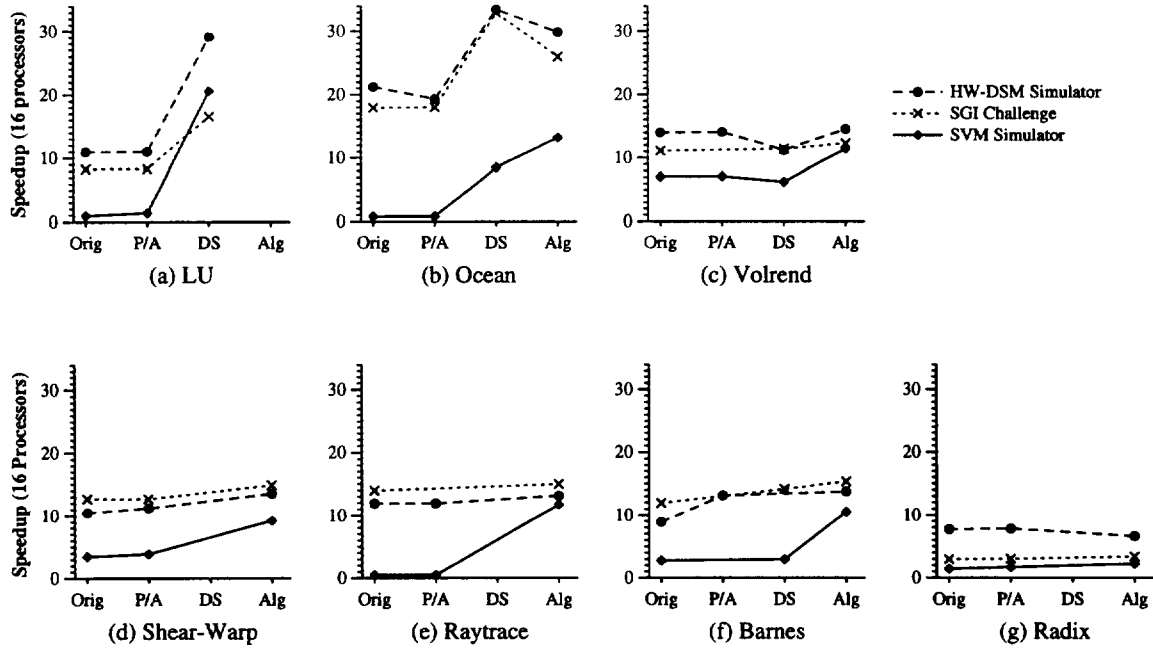 Speedup (16 processors)
30
20
10
0
Orig P/A DS Alg
(a) LU
30
20
10
0
Orig P/A DS Alg
(b) Ocean
30
20
10
0
Orig P/A DS Alg
(c) Volrend
HW-DSM Simulator
SGI Challenge
SVM Simulator
Speedup (16 Processors)
30
20
10
0
Orig P/A DS Alg
(d) Shear-Warp
30
20
10
0
Orig P/A DS Alg
(e) Raytrace
30
20
10
0
Orig P/A DS Alg
(f) Barnes
30
20
10
0
Orig P/A DS Alg
(g) Radix